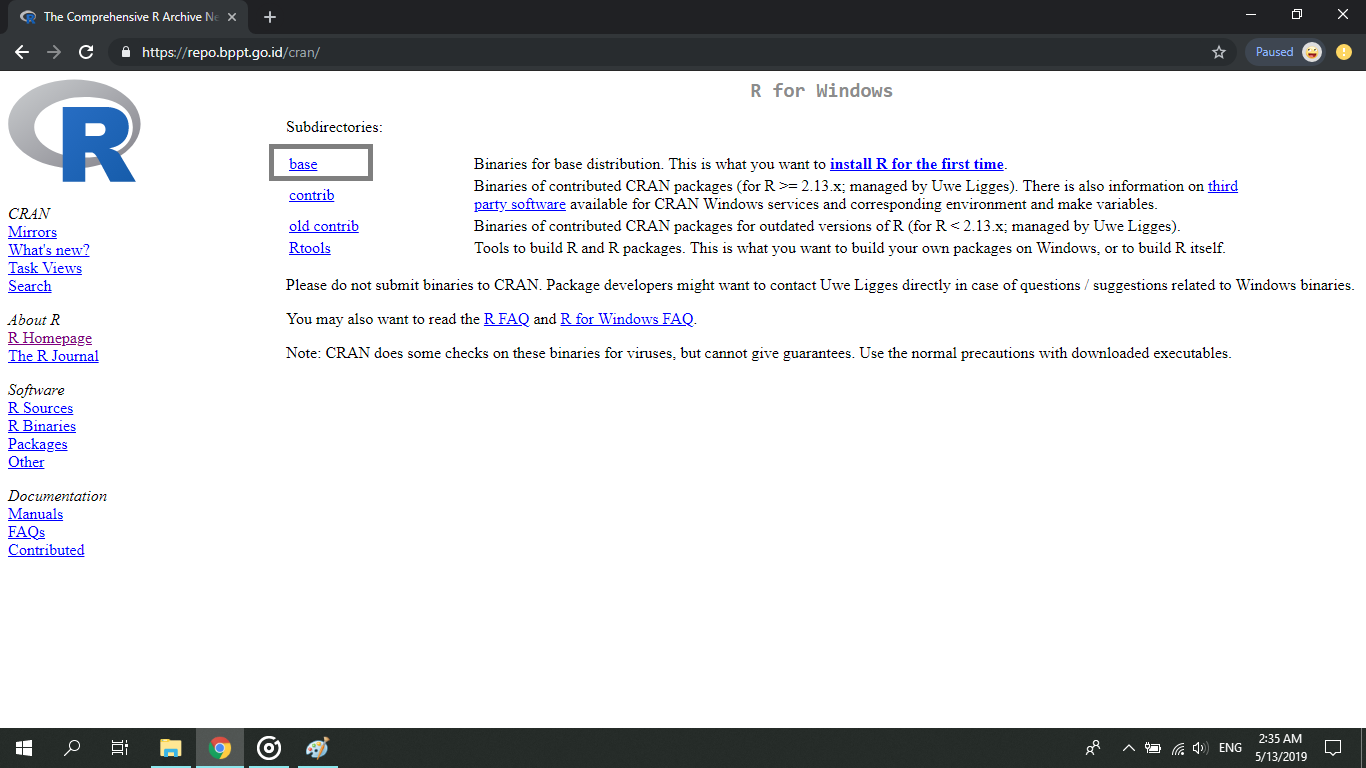 The Comprehensive R Archive Ne
https://repo.bppt.go.id/cran/
Paused
R
CRAN
Mirrors
What's new?
Task Views
Search
About R
R Homepage
The R Journal
Software
R Sources
R Binaries
Packages
Other
Documentation
Manuals
FAQs
Contributed
R for Windows
Subdirectories:
base Binaries for base distribution. This is what you want to install R for the first time.
contrib Binaries of contributed CRAN packages (for R >= 2.13.x; managed by Uwe Ligges). There is also information on third
party software available for CRAN Windows services and corresponding environment and make variables.
old contrib Binaries of contributed CRAN packages for outdated versions of R (for R < 2.13.x; managed by Uwe Ligges).
Rtools Tools to build R and R packages. This is what you want to build your own packages on Windows, or to build R itself.
Please do not submit binaries to CRAN. Package developers might want to contact Uwe Ligges directly in case of questions / suggestions related to Windows binaries.
You may also want to read the R FAQ and R for Windows FAQ.
Note: CRAN does some checks on these binaries for viruses, but cannot give guarantees. Use the normal precautions with downloaded executables.
ENG
2:35 AM
5/13/2019